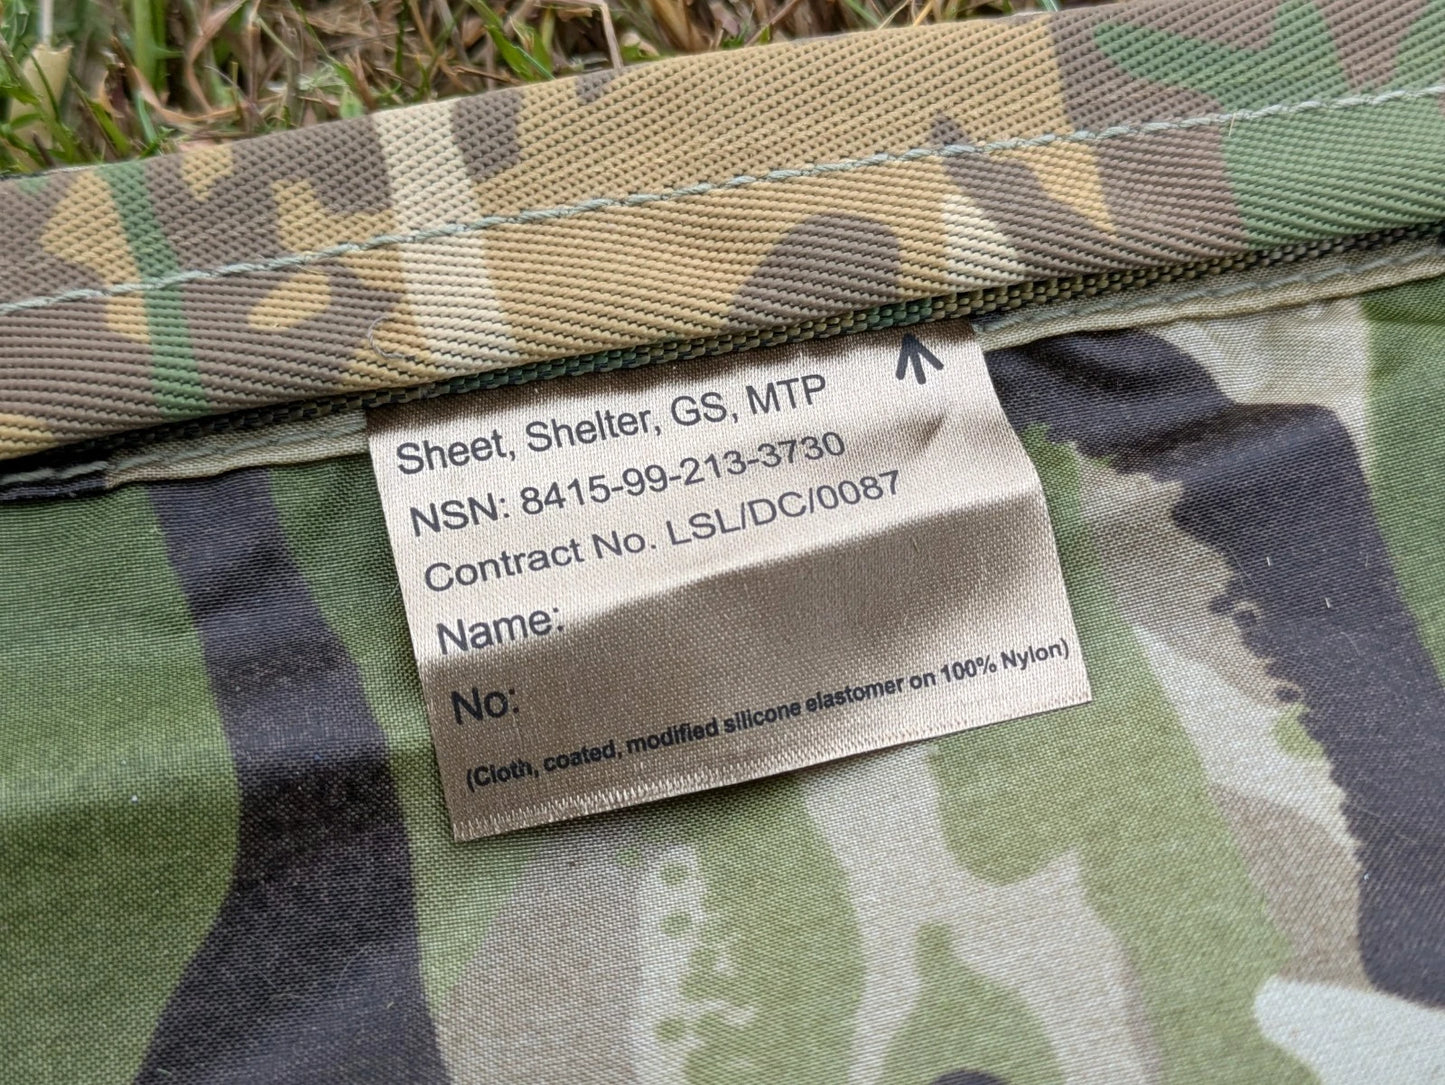 Sheet, Shelter, GS, MTP
NSN: 8415-99-213-3730
Contract No. LSL/DC/0087
Name:
No:
(Cloth, coated, modified silicone elastomer on 100% Nylon)